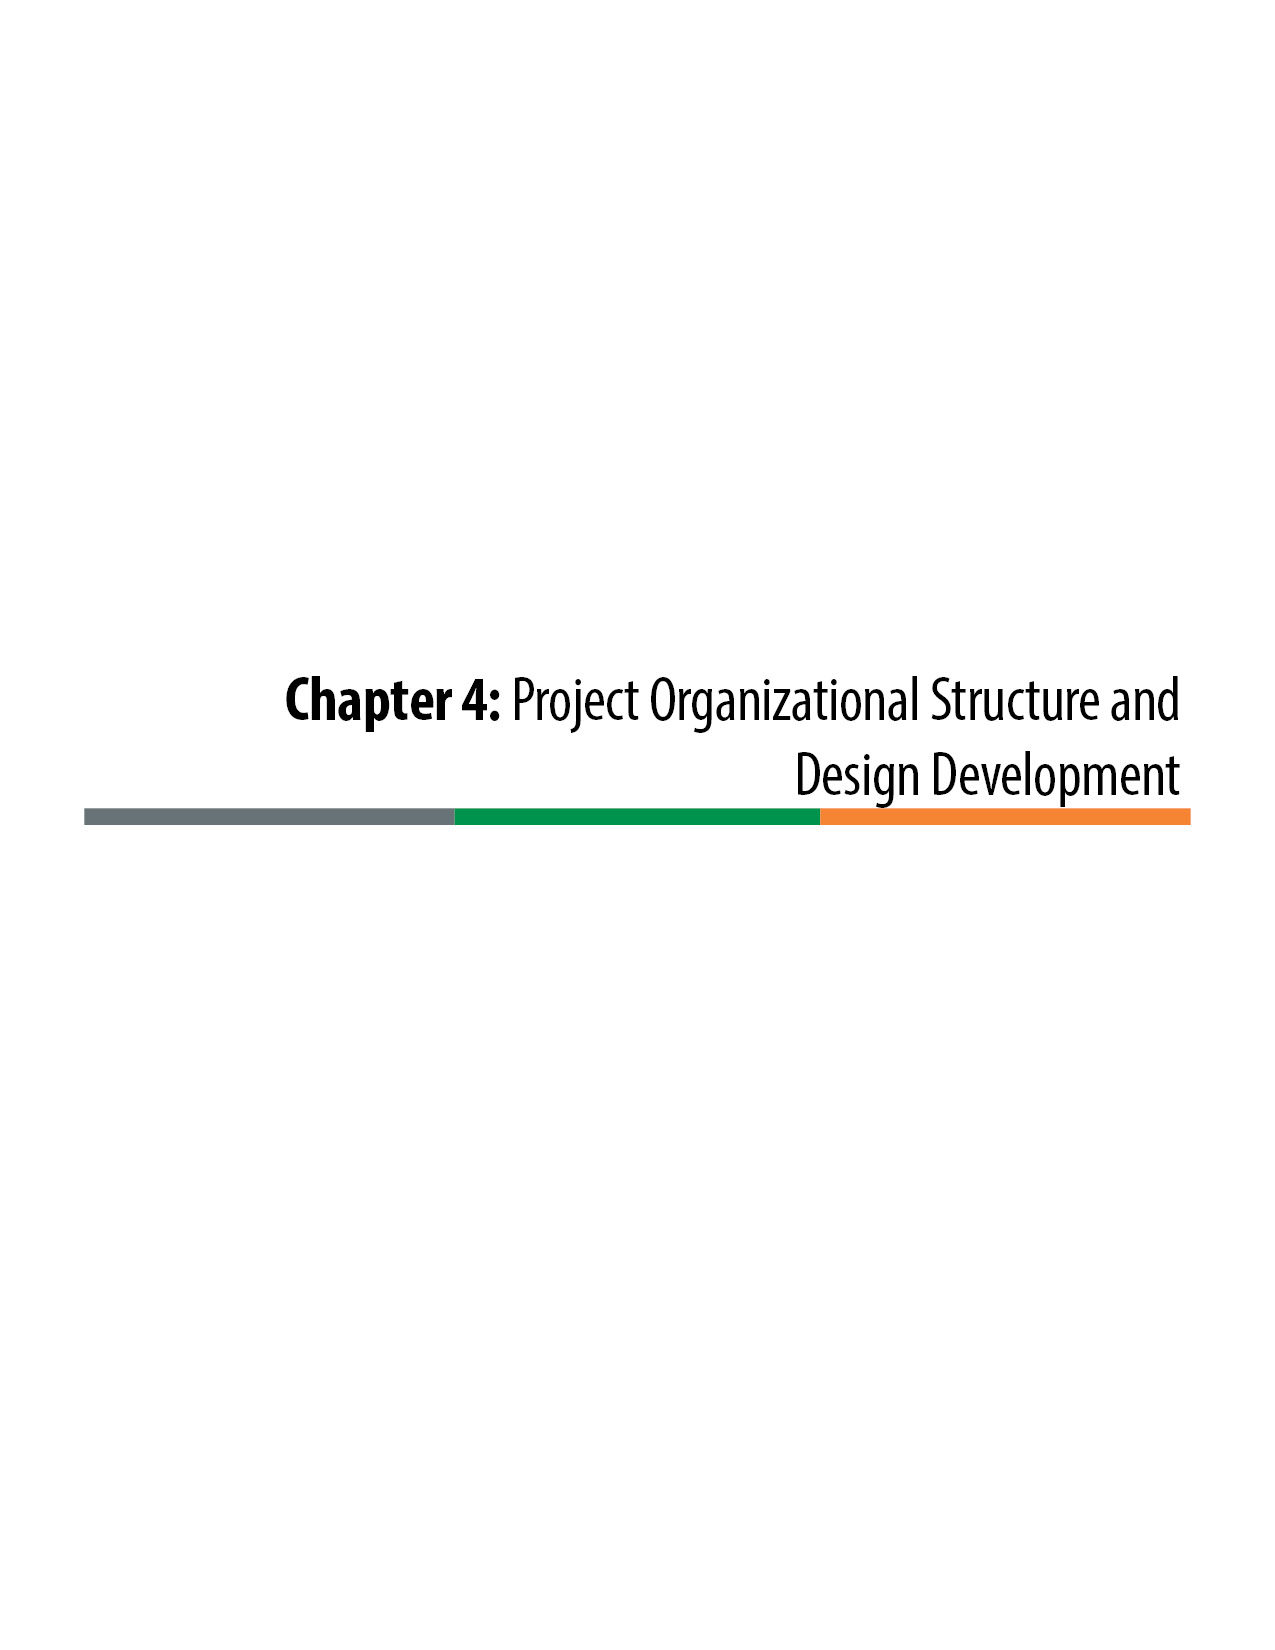 Chapter 4: Project Organizational Structure and
Design Development